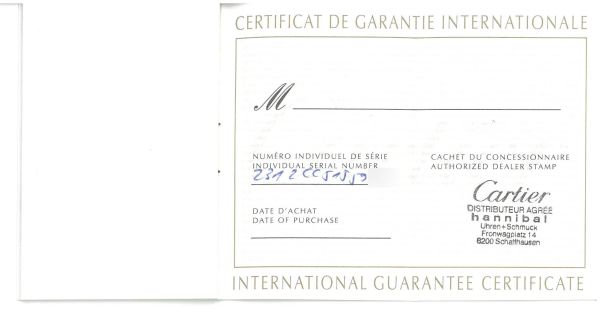 CERTIFICAT DE GARANTIE INTERNATIONALE
M
NUMÉRO INDIVIDUEL DE SÉRIE
INDIVIDUAL SERIAL NUMBER
CACHET DU CONCESSIONNAIRE
AUTHORIZED DEALER STAMP
Cartier
DISTRIBUTEUR AGRÉE
hannibal
Uhren+Schmuck
Fronwagplatz 14
8200 Schaffhausen
DATE D'ACHAT
DATE OF PURCHASE
INTERNATIONAL GUARANTEE CERTIFICATE